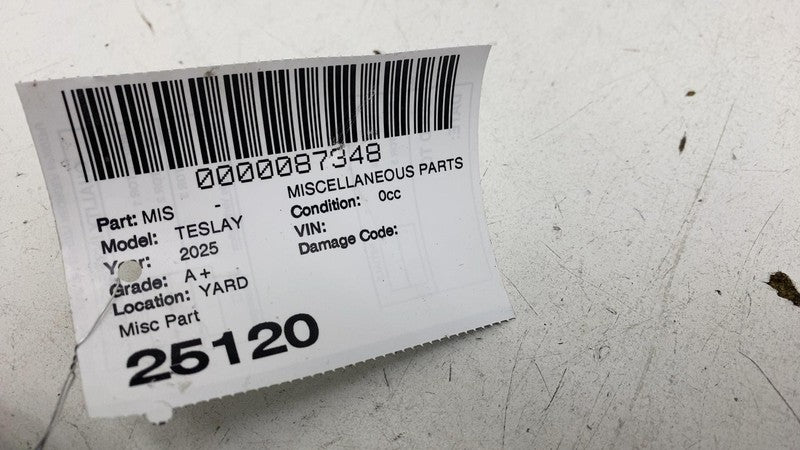 0000087348
Part: MIS - MISCELLANEOUS PARTS
Model: TESLAY Condition: 0cc
Year: 2025 VIN:
Grade: A+ Damage Code:
Location: YARD
Misc Part
25120